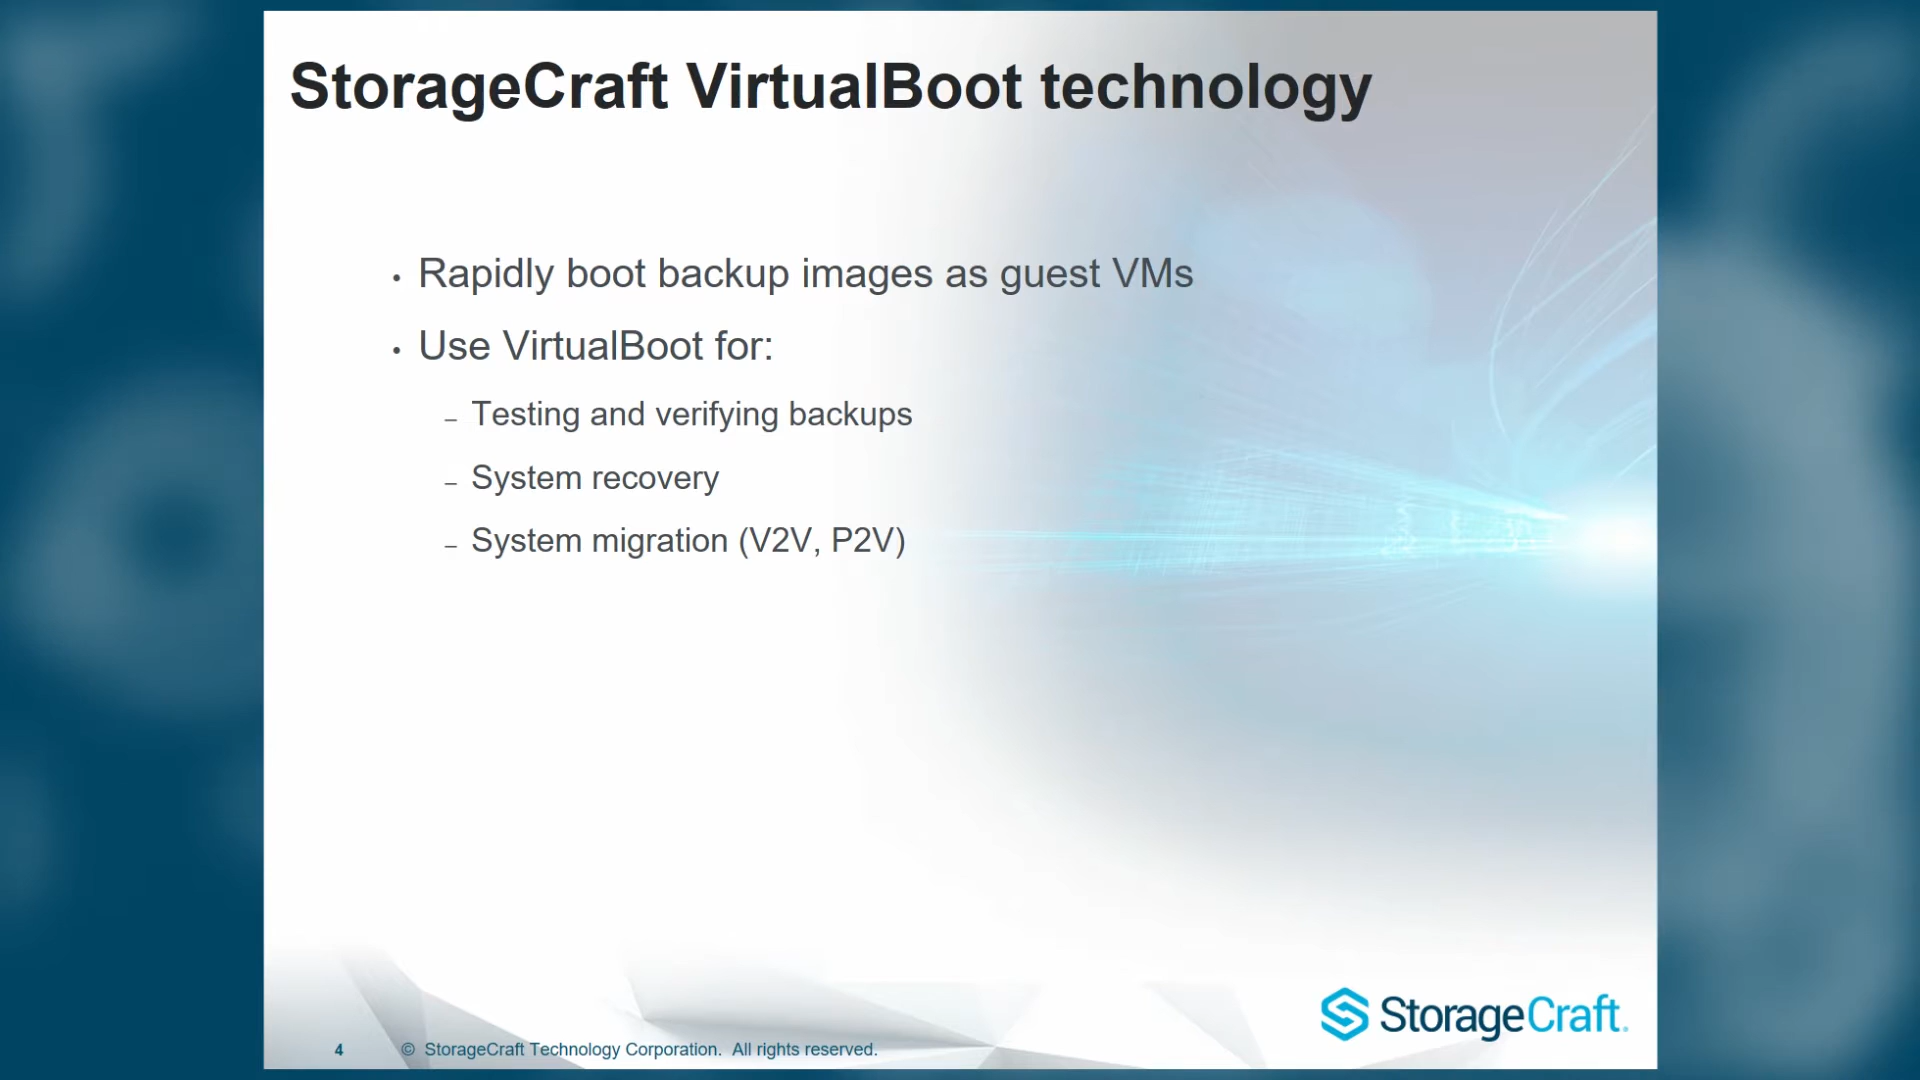 StorageCraft VirtualBoot technology
• Rapidly boot backup images as guest VMs
• Use VirtualBoot for:
– Testing and verifying backups
– System recovery
– System migration (V2V, P2V)
StorageCraft.
4 © StorageCraft Technology Corporation. All rights reserved.